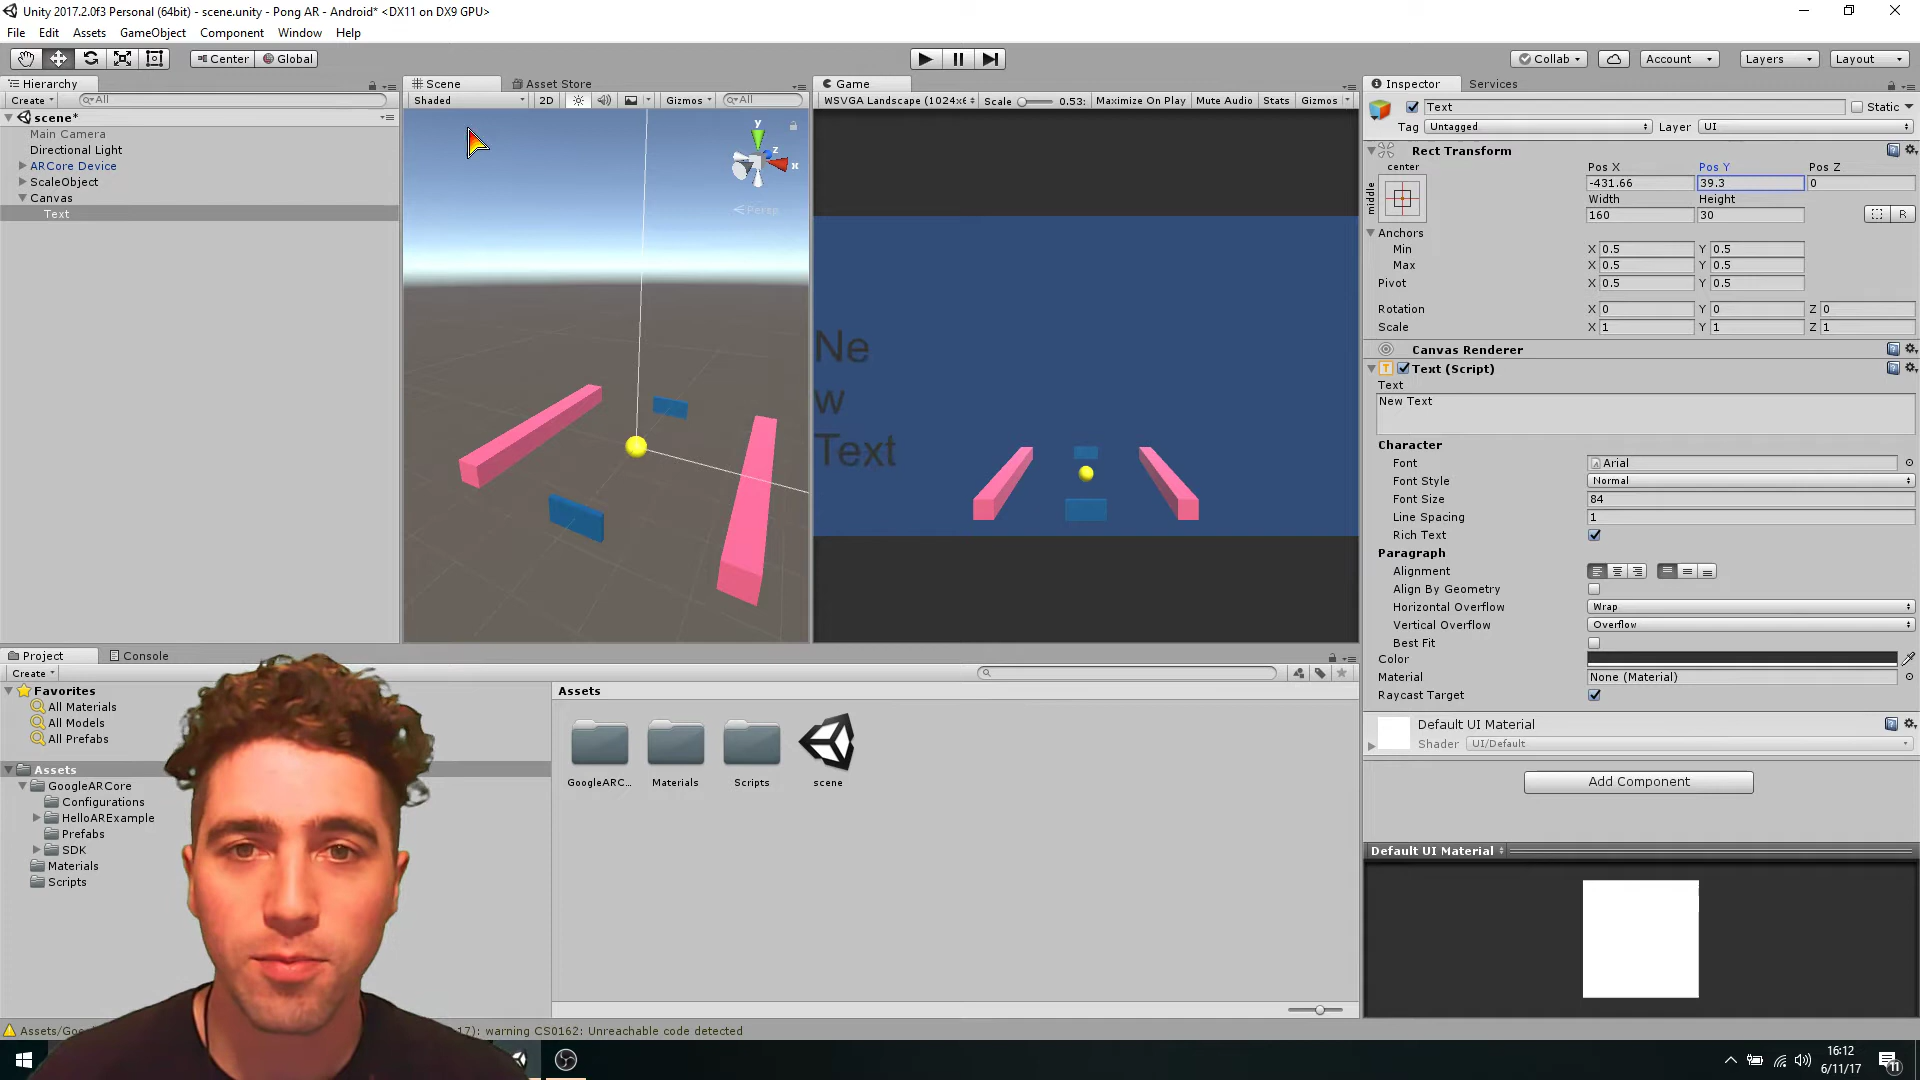 Unity 2017.2.0f3 Personal (64bit) - scene.unity - Pong AR - Android* <DX11 on DX9 GPU>
File Edit Assets GameObject Component Window Help
Center Global Collab Account Layers Layout
Hierarchy
Create All
scene*
Main Camera
Directional Light
ARCore Device
ScaleObject
Canvas
Text
Scene Asset Store
Shaded 2D Gizmos All
y
z
x
Persp
Game
WSVGA Landscape (1024x6 Scale 0.53: Maximize On Play Mute Audio Stats Gizmos
Ne
w
Text
Inspector Services
Text Static
Tag Untagged Layer UI
Rect Transform
center
middle
Pos X Pos Y Pos Z
-431.66 39.3 0
Width Height
160 30 R
Anchors
Min X 0.5 Y 0.5
Max X 0.5 Y 0.5
Pivot X 0.5 Y 0.5
Rotation X 0 Y 0 Z 0
Scale X 1 Y 1 Z 1
Canvas Renderer
Text (Script)
Text
New Text
Character
Font Arial
Font Style Normal
Font Size 84
Line Spacing 1
Rich Text
Paragraph
Alignment
Align By Geometry
Horizontal Overflow Wrap
Vertical Overflow Overflow
Best Fit
Color
Material None (Material)
Raycast Target
Default UI Material
Shader UI/Default
Add Component
Default UI Material
Project Console
Create
Favorites
All Materials
All Models
All Prefabs
Assets
GoogleARCore
Configurations
HelloARExample
Prefabs
SDK
Materials
Scripts
Assets
GoogleARC... Materials Scripts scene
17): warning CS0162: Unreachable code detected
16:12
6/11/17
11